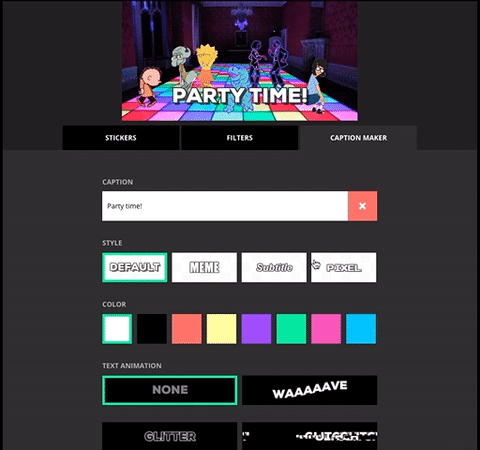 PARTY TIME!
STICKERS FILTERS CAPTION MAKER
CAPTION
Party time!
STYLE
DEFAULT MEME Subtitle PIXEL
COLOR
TEXT ANIMATION
NONE WAAAAAVE
GLITTER